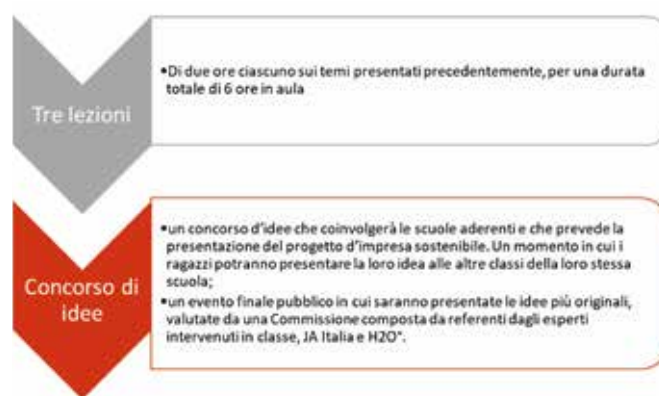 Tre lezioni
•Di due ore ciascuno sui temi presentati precedentemente, per una durata
totale di 6 ore in aula
Concorso di
idee
•un concorso d'idee che coinvolgerà le scuole aderenti e che prevede la
presentazione del progetto d'impresa sostenibile. Un momento in cui i
ragazzi potranno presentare la loro idea alle altre classi della loro stessa
scuola;
•un evento finale pubblico in cui saranno presentate le idee più originali,
valutate da una Commissione composta da referenti dagli esperti
intervenuti in classe, JA Italia e H2O".